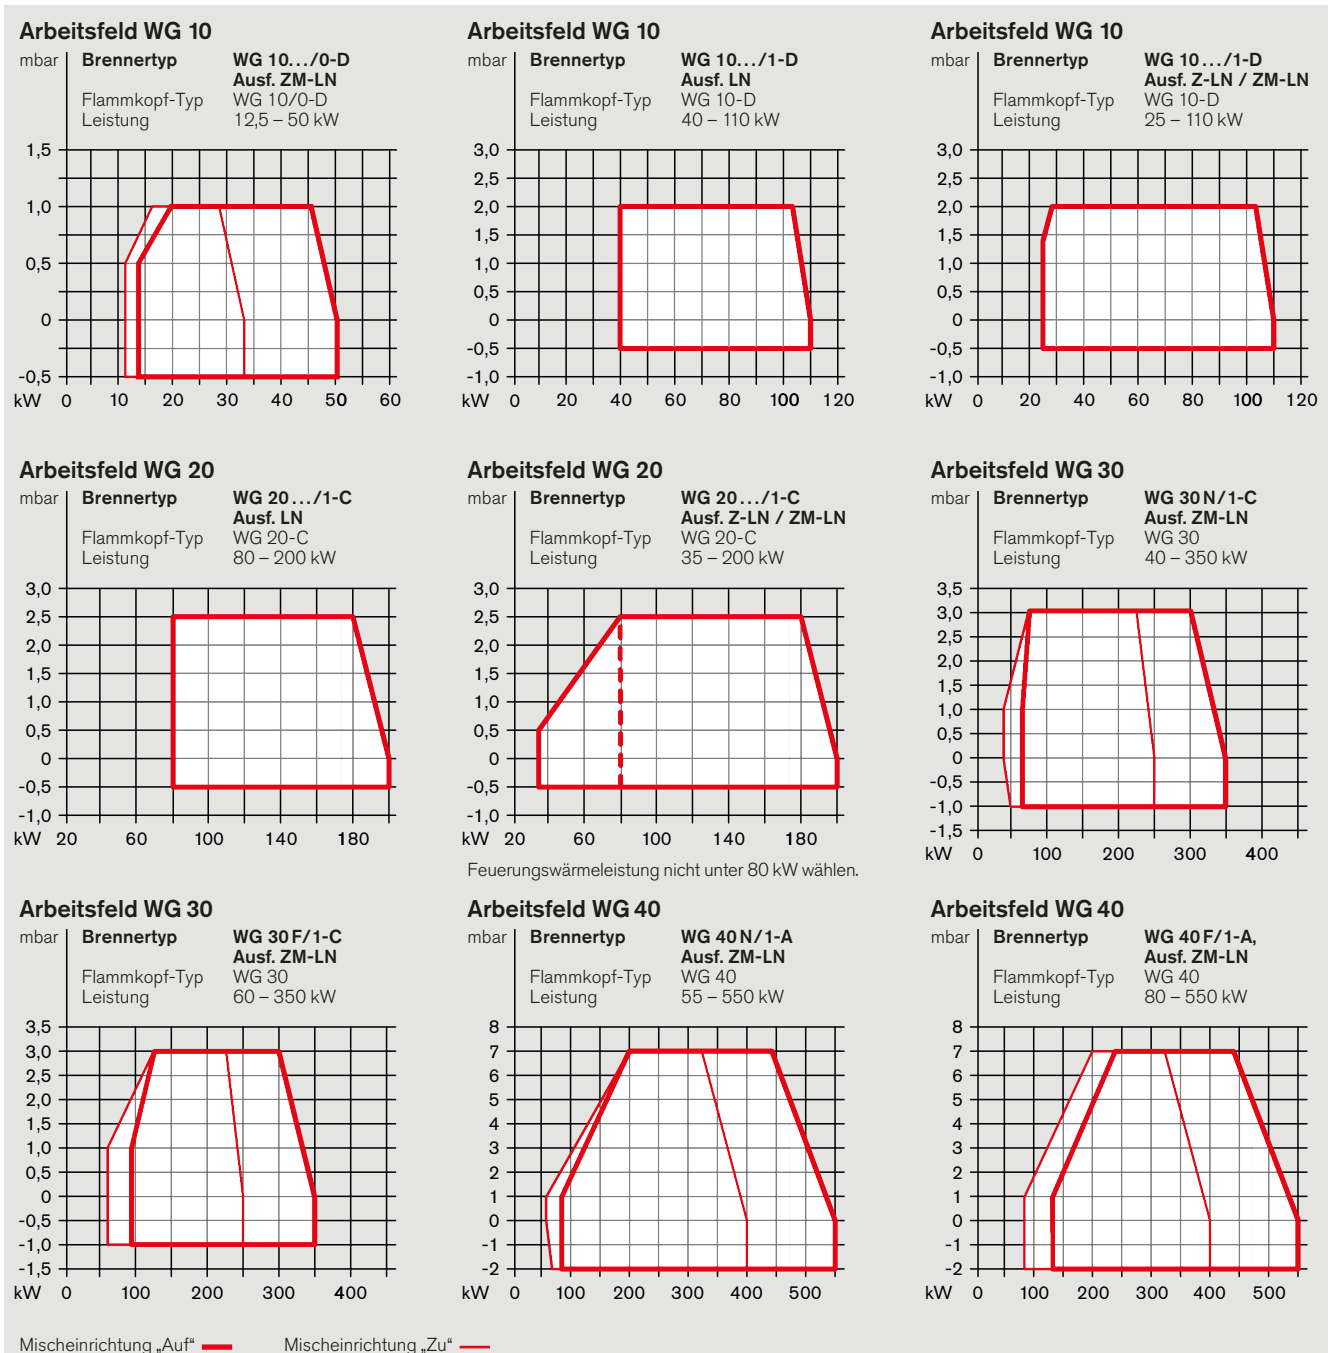 Arbeitsfeld WG 10
mbar Brennertyp WG 10.../0-D
Ausf. ZM-LN
Flammkopf-Typ WG 10/0-D
Leistung 12,5 – 50 kW
1,5
1,0
0,5
0
-0,5
kW 0 10 20 30 40 50 60
Arbeitsfeld WG 10
mbar Brennertyp WG 10.../1-D
Ausf. LN
Flammkopf-Typ WG 10-D
Leistung 40 – 110 kW
3,0
2,5
2,0
1,5
1,0
0,5
0
-0,5
-1,0
kW 0 20 40 60 80 100 120
Arbeitsfeld WG 10
mbar Brennertyp WG 10.../1-D
Ausf. Z-LN / ZM-LN
Flammkopf-Typ WG 10-D
Leistung 25 – 110 kW
3,0
2,5
2,0
1,5
1,0
0,5
0
-0,5
-1,0
kW 0 20 40 60 80 100 120
Arbeitsfeld WG 20
mbar Brennertyp WG 20.../1-C
Ausf. LN
Flammkopf-Typ WG 20-C
Leistung 80 – 200 kW
3,0
2,5
2,0
1,5
1,0
0,5
0
-0,5
-1,0
kW 20 60 100 140 180
Arbeitsfeld WG 20
mbar Brennertyp WG 20.../1-C
Ausf. Z-LN / ZM-LN
Flammkopf-Typ WG 20-C
Leistung 35 – 200 kW
3,0
2,5
2,0
1,5
1,0
0,5
0
-0,5
-1,0
kW 20 60 100 140 180
Feuerungswärmeleistung nicht unter 80 kW wählen.
Arbeitsfeld WG 30
mbar Brennertyp WG 30 N/1-C
Ausf. ZM-LN
Flammkopf-Typ WG 30
Leistung 40 – 350 kW
3,5
3,0
2,5
2,0
1,5
1,0
0,5
0
-0,5
-1,0
-1,5
kW 0 100 200 300 400
Arbeitsfeld WG 30
mbar Brennertyp WG 30 F/1-C
Ausf. ZM-LN
Flammkopf-Typ WG 30
Leistung 60 – 350 kW
3,5
3,0
2,5
2,0
1,5
1,0
0,5
0
-0,5
-1,0
-1,5
kW 0 100 200 300 400
Arbeitsfeld WG 40
mbar Brennertyp WG 40 N/1-A
Ausf. ZM-LN
Flammkopf-Typ WG 40
Leistung 55 – 550 kW
8
7
6
5
4
3
2
1
0
-1
-2
kW 0 100 200 300 400 500
Arbeitsfeld WG 40
mbar Brennertyp WG 40 F/1-A,
Ausf. ZM-LN
Flammkopf-Typ WG 40
Leistung 80 – 550 kW
8
7
6
5
4
3
2
1
0
-1
-2
kW 0 100 200 300 400 500
Mischeinrichtung „Auf“ Mischeinrichtung „Zu“